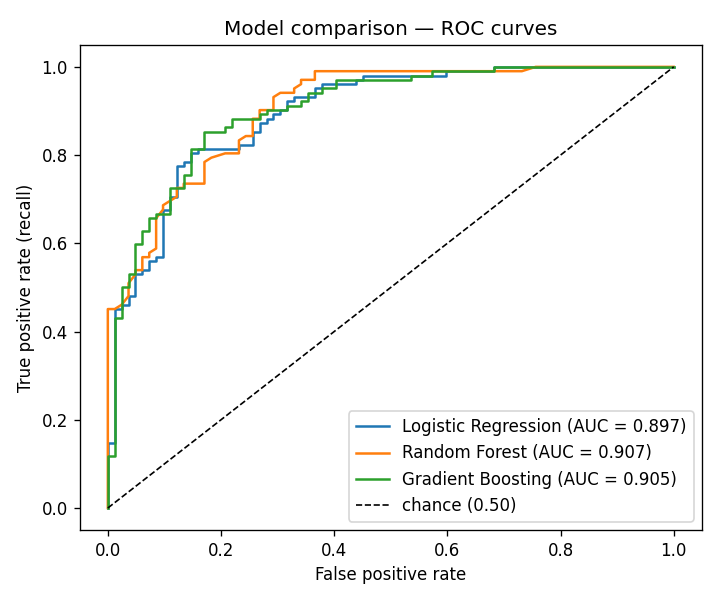 Model comparison — ROC curves
True positive rate (recall)
1.0
0.8
0.6
0.4
0.2
0.0
Logistic Regression (AUC = 0.897)
Random Forest (AUC = 0.907)
Gradient Boosting (AUC = 0.905)
chance (0.50)
0.0 0.2 0.4 0.6 0.8 1.0
False positive rate